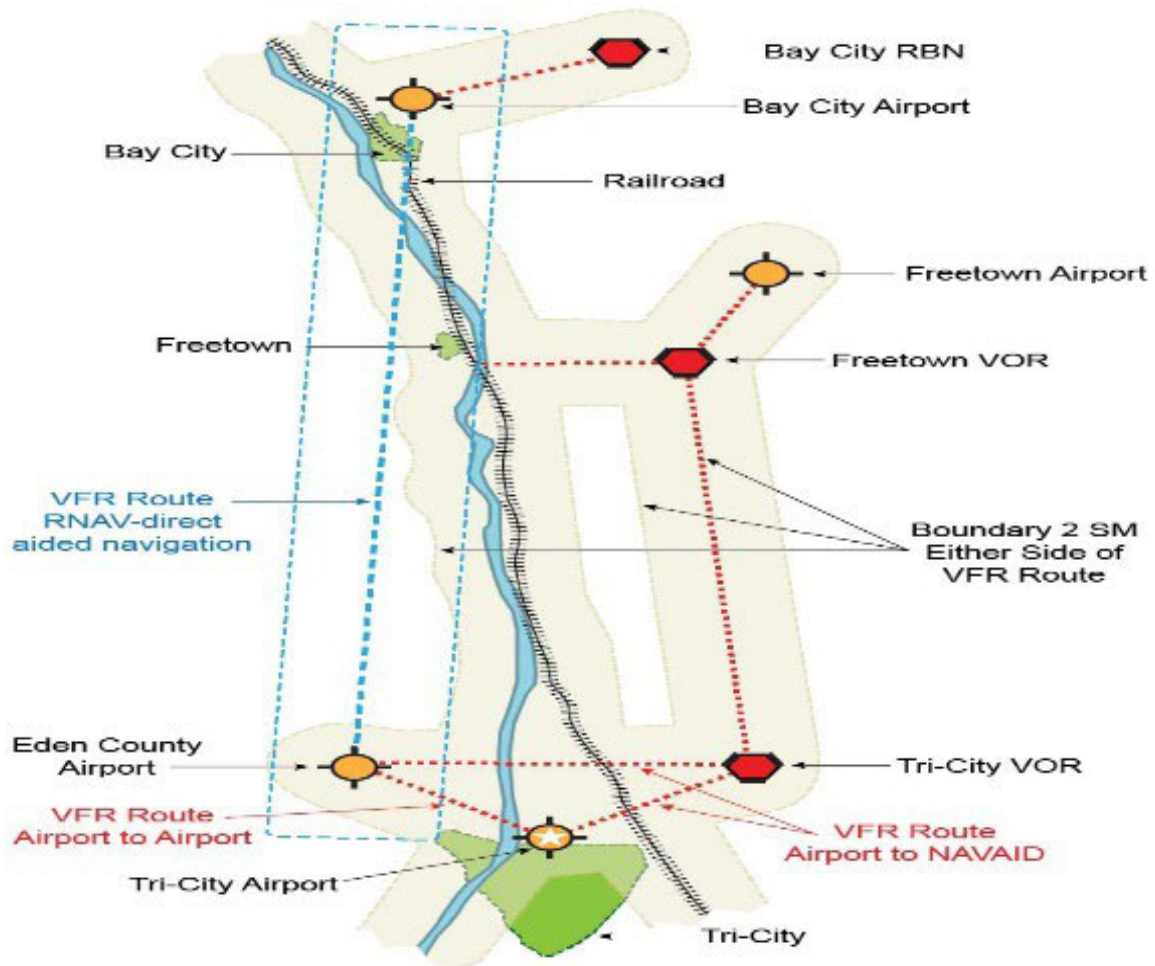 Bay City RBN
Bay City Airport
Bay City
Railroad
Freetown Airport
Freetown
Freetown VOR
VFR Route
RNAV-direct
aided navigation
Boundary 2 SM
Either Side of
VFR Route
Eden County
Airport
Tri-City VOR
VFR Route
Airport to Airport
VFR Route
Airport to NAVAID
Tri-City Airport
Tri-City